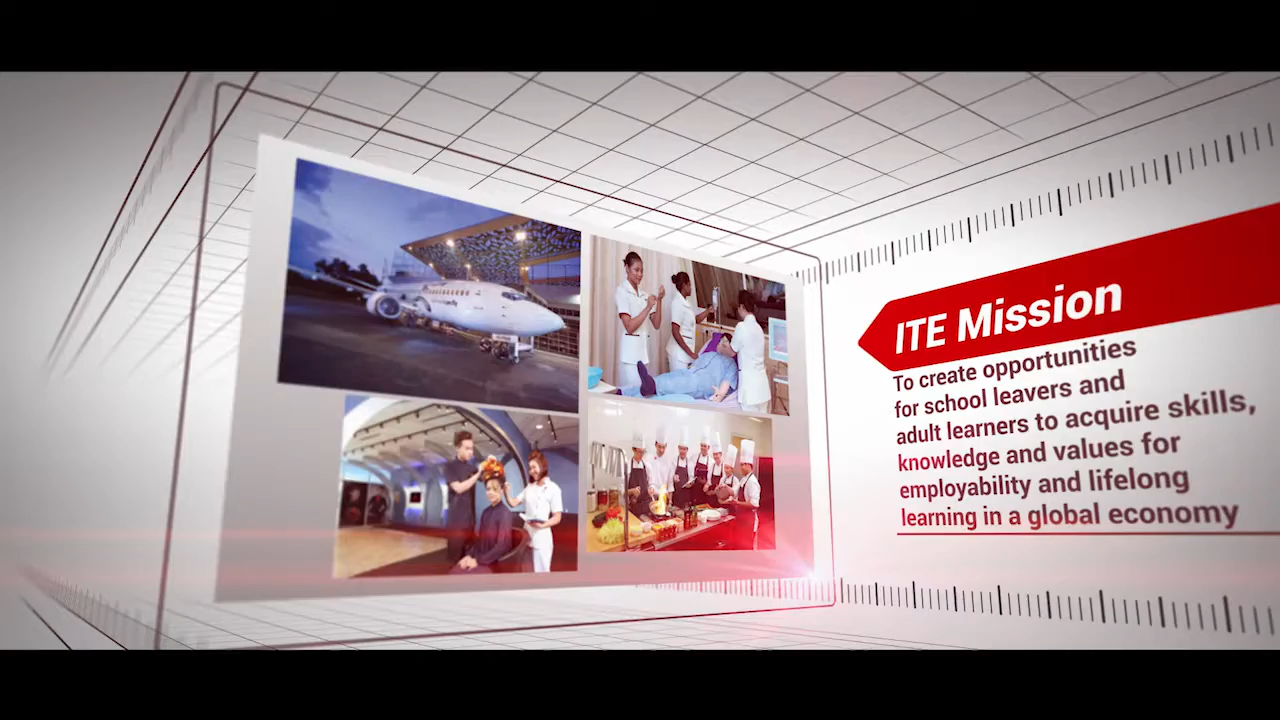 ITE Mission
To create opportunities
for school leavers and
adult learners to acquire skills,
knowledge and values for
employability and lifelong
learning in a global economy